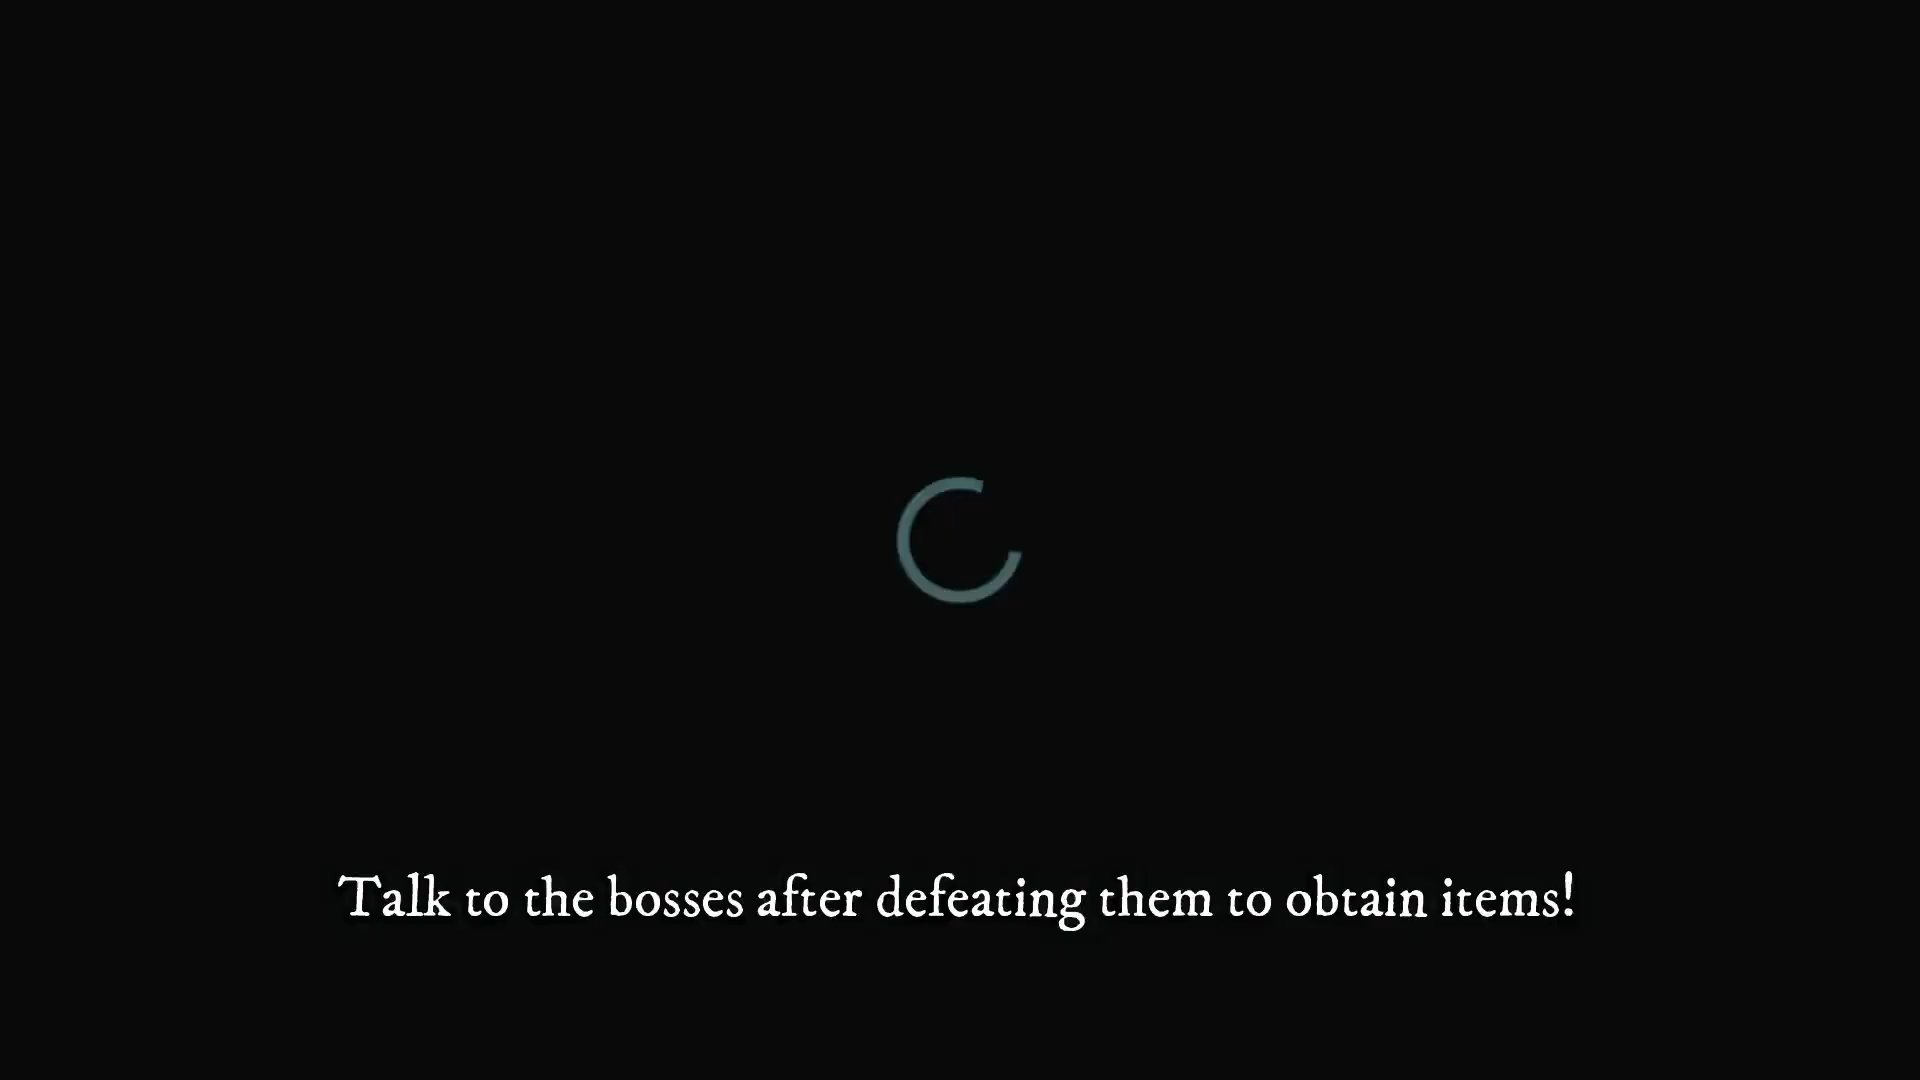 Talk to the bosses after defeating them to obtain items!